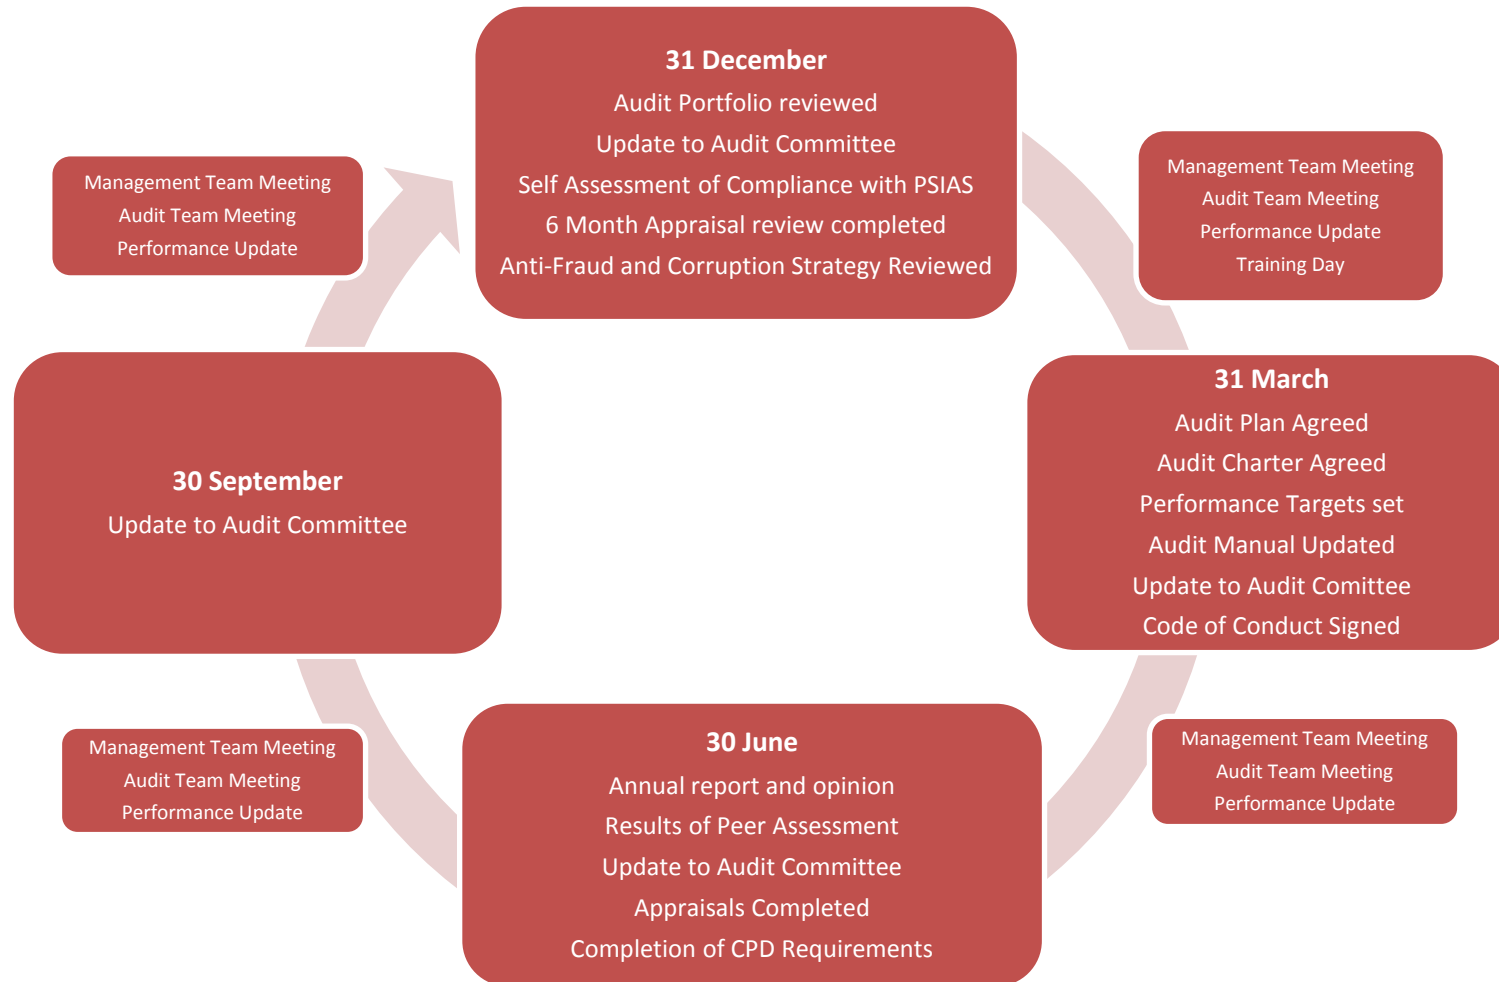 31 December
Audit Portfolio reviewed
Update to Audit Committee
Self Assessment of Compliance with PSIAS
6 Month Appraisal review completed
Anti-Fraud and Corruption Strategy Reviewed
Management Team Meeting
Audit Team Meeting
Performance Update
Training Day
31 March
Audit Plan Agreed
Audit Charter Agreed
Performance Targets set
Audit Manual Updated
Update to Audit Comittee
Code of Conduct Signed
Management Team Meeting
Audit Team Meeting
Performance Update
30 June
Annual report and opinion
Results of Peer Assessment
Update to Audit Committee
Appraisals Completed
Completion of CPD Requirements
Management Team Meeting
Audit Team Meeting
Performance Update
30 September
Update to Audit Committee
Management Team Meeting
Audit Team Meeting
Performance Update